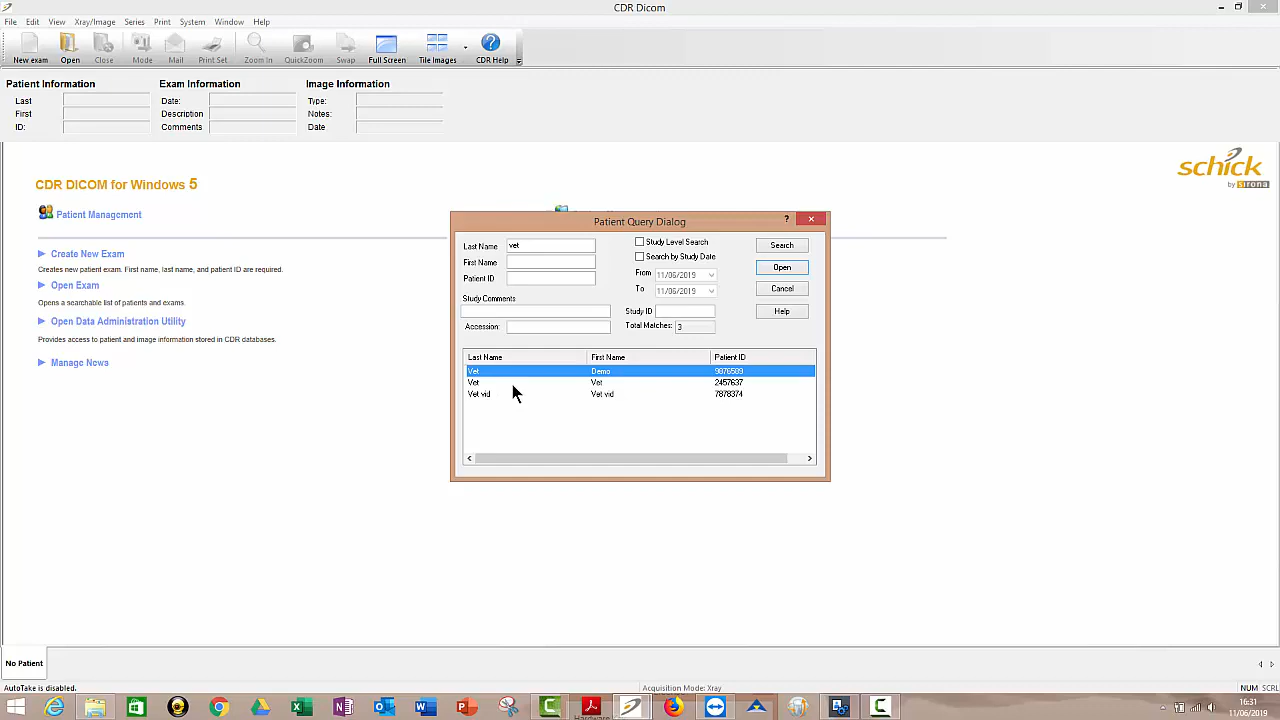 CDR Dicom
File Edit View Xray/Image Series Print System Window Help
New exam Open Close Mode Mail Print Set Zoom In QuickZoom Swap Full Screen Tile Images CDR Help
Patient Information Exam Information Image Information
Last Date: Type:
First Description Notes:
ID: Comments Date
schick
by sirona
CDR DICOM for Windows 5
Patient Management
Create New Exam
Creates new patient exam. First name, last name, and patient ID are required.
Open Exam
Opens a searchable list of patients and exams.
Open Data Administration Utility
Provides access to patient and image information stored in CDR databases.
Manage News
Patient Query Dialog
?
Last Name vet Study Level Search Search
First Name Search by Study Date Open
Patient ID From 11/06/2019
To 11/06/2019 Cancel
Study Comments
Study ID Help
Accession: Total Matches: 3
Last Name First Name Patient ID
Vet Demo 9876589
Vet Vet 2457637
Vet vid Vet vid 7878374
No Patient
AutoTake is disabled. Acquisition Mode: Xray NUM SCRL
Hardware
16:31
11/06/2019